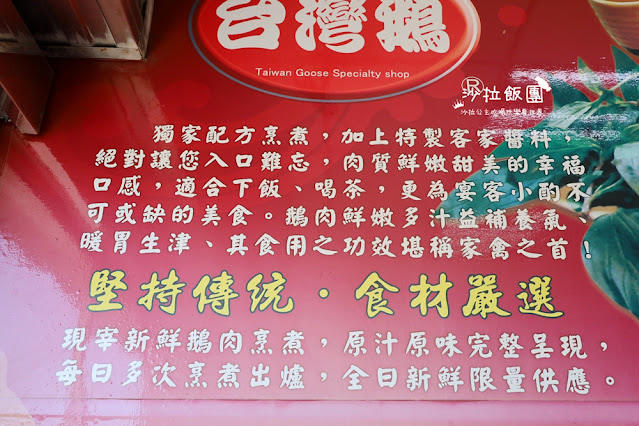 台灣鵝
Taiwan Goose Specialty shop
沙拉飯團
獨家配方烹煮，加上特製客家醬料，
絕對讓您入口難忘，肉質鮮嫩甜美的幸福
口感，適合下飯、喝茶，更為宴客小酌不
可或缺的美食。鵝肉鮮嫩多汁益補養氣、
暖胃生津、其食用之功效堪稱家禽之首！
堅持傳統·食材嚴選
現宰新鮮鵝肉烹煮，原汁原味完整呈現，
每日多次烹煮出爐，全日新鮮限量供應。